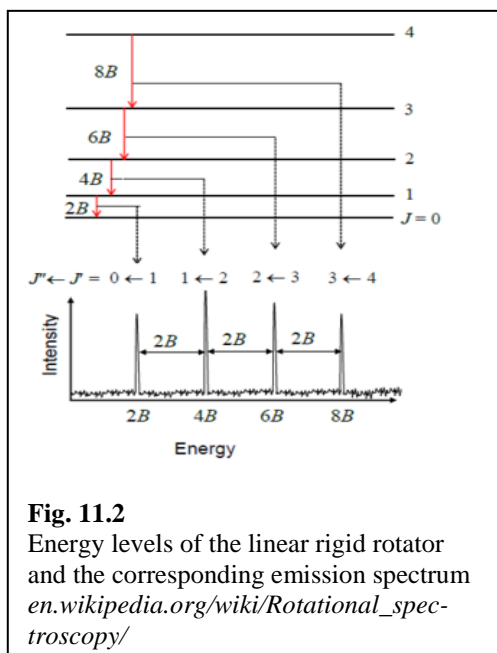 4
8B
3
6B
2
4B
1
2B
J = 0
J" ← J' = 0 ← 1 1 ← 2 2 ← 3 3 ← 4
Intensity
2B 2B 2B
2B 4B 6B 8B
Energy
Fig. 11.2
Energy levels of the linear rigid rotator
and the corresponding emission spectrum
en.wikipedia.org/wiki/Rotational_spec-
troscopy/